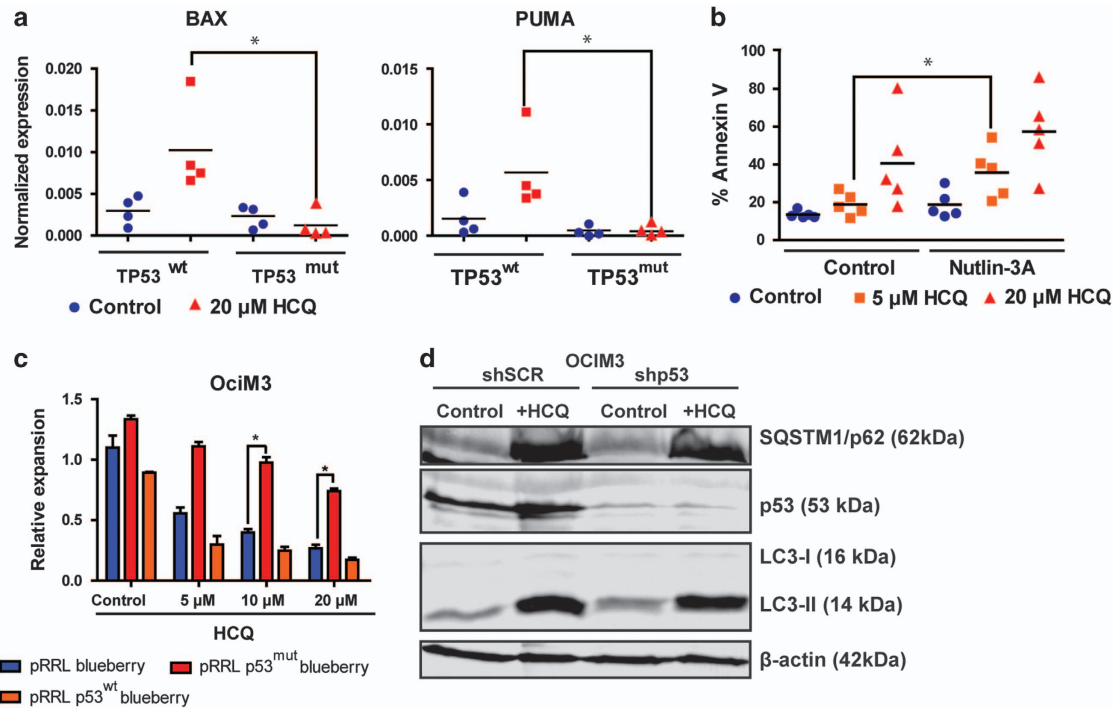 a
BAX
*
Normalized expression
0.020
0.015
0.010
0.005
0.000
TP53 wt
TP53 mut
PUMA
*
0.015
0.010
0.005
0.000
TP53wt
TP53mut
Control
20 µM HCQ
b
*
% Annexin V
100
80
60
40
20
0
Control
Nutlin-3A
Control
5 µM HCQ
20 µM HCQ
c
OciM3
Relative expansion
1.5
1.0
0.5
0.0
*
*
Control
5 µM
10 µM
20 µM
HCQ
pRRL blueberry
pRRL p53mut blueberry
pRRL p53wt blueberry
d
OCIM3
shSCR
shp53
Control
+HCQ
Control
+HCQ
SQSTM1/p62 (62kDa)
p53 (53 kDa)
LC3-I (16 kDa)
LC3-II (14 kDa)
β-actin (42kDa)